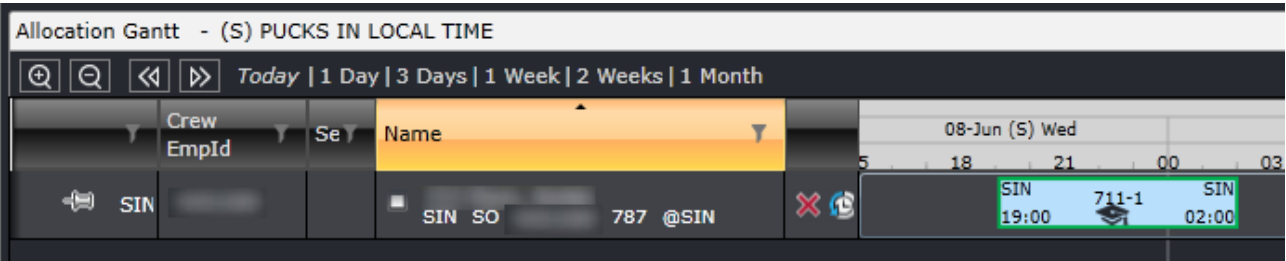 Allocation Gantt - (S) PUCKS IN LOCAL TIME
Today | 1 Day | 3 Days | 1 Week | 2 Weeks | 1 Month
Crew EmpId
Se
Name
08-Jun (S) Wed
18 21 00 03
SIN
SIN SO 787 @SIN
SIN 711-1 SIN
19:00 02:00